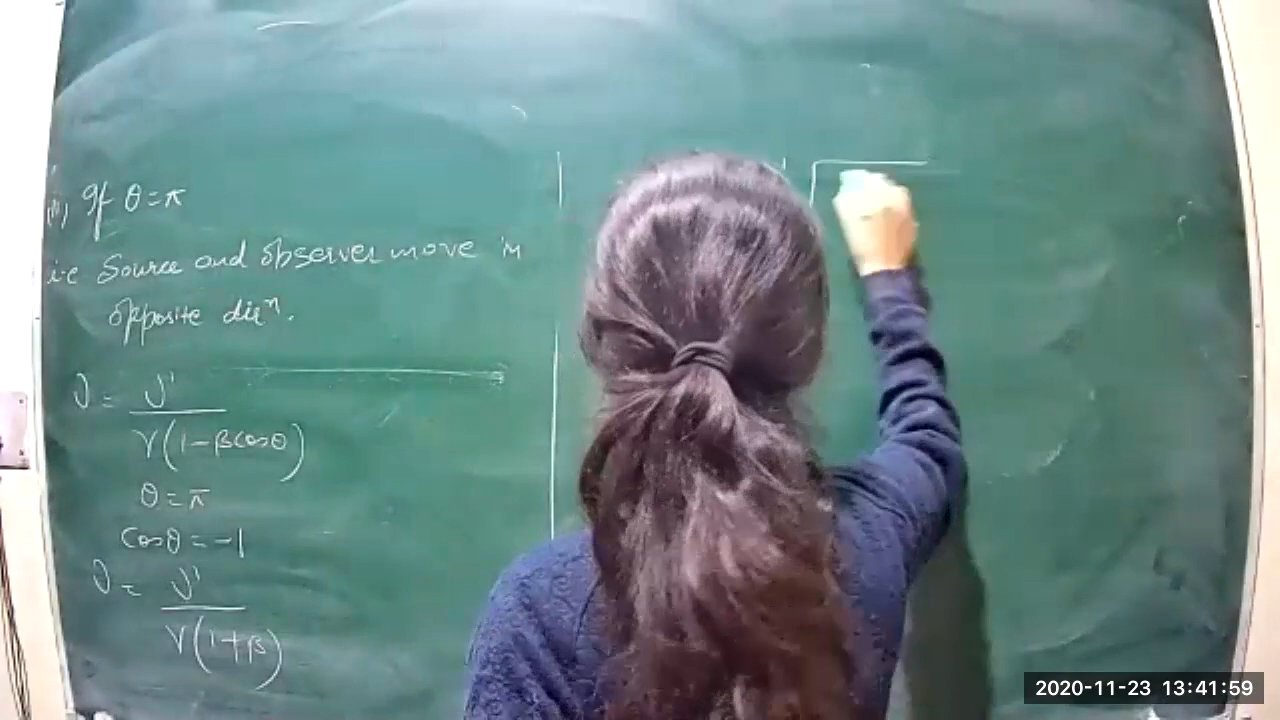 iii, If θ = π
i.e Source and observer move in
opposite dirⁿ.
ν = ν'
γ(1 - βcosθ)
θ = π
cosθ = -1
ν = ν'
γ(1 + β)
2020-11-23 13:41:59